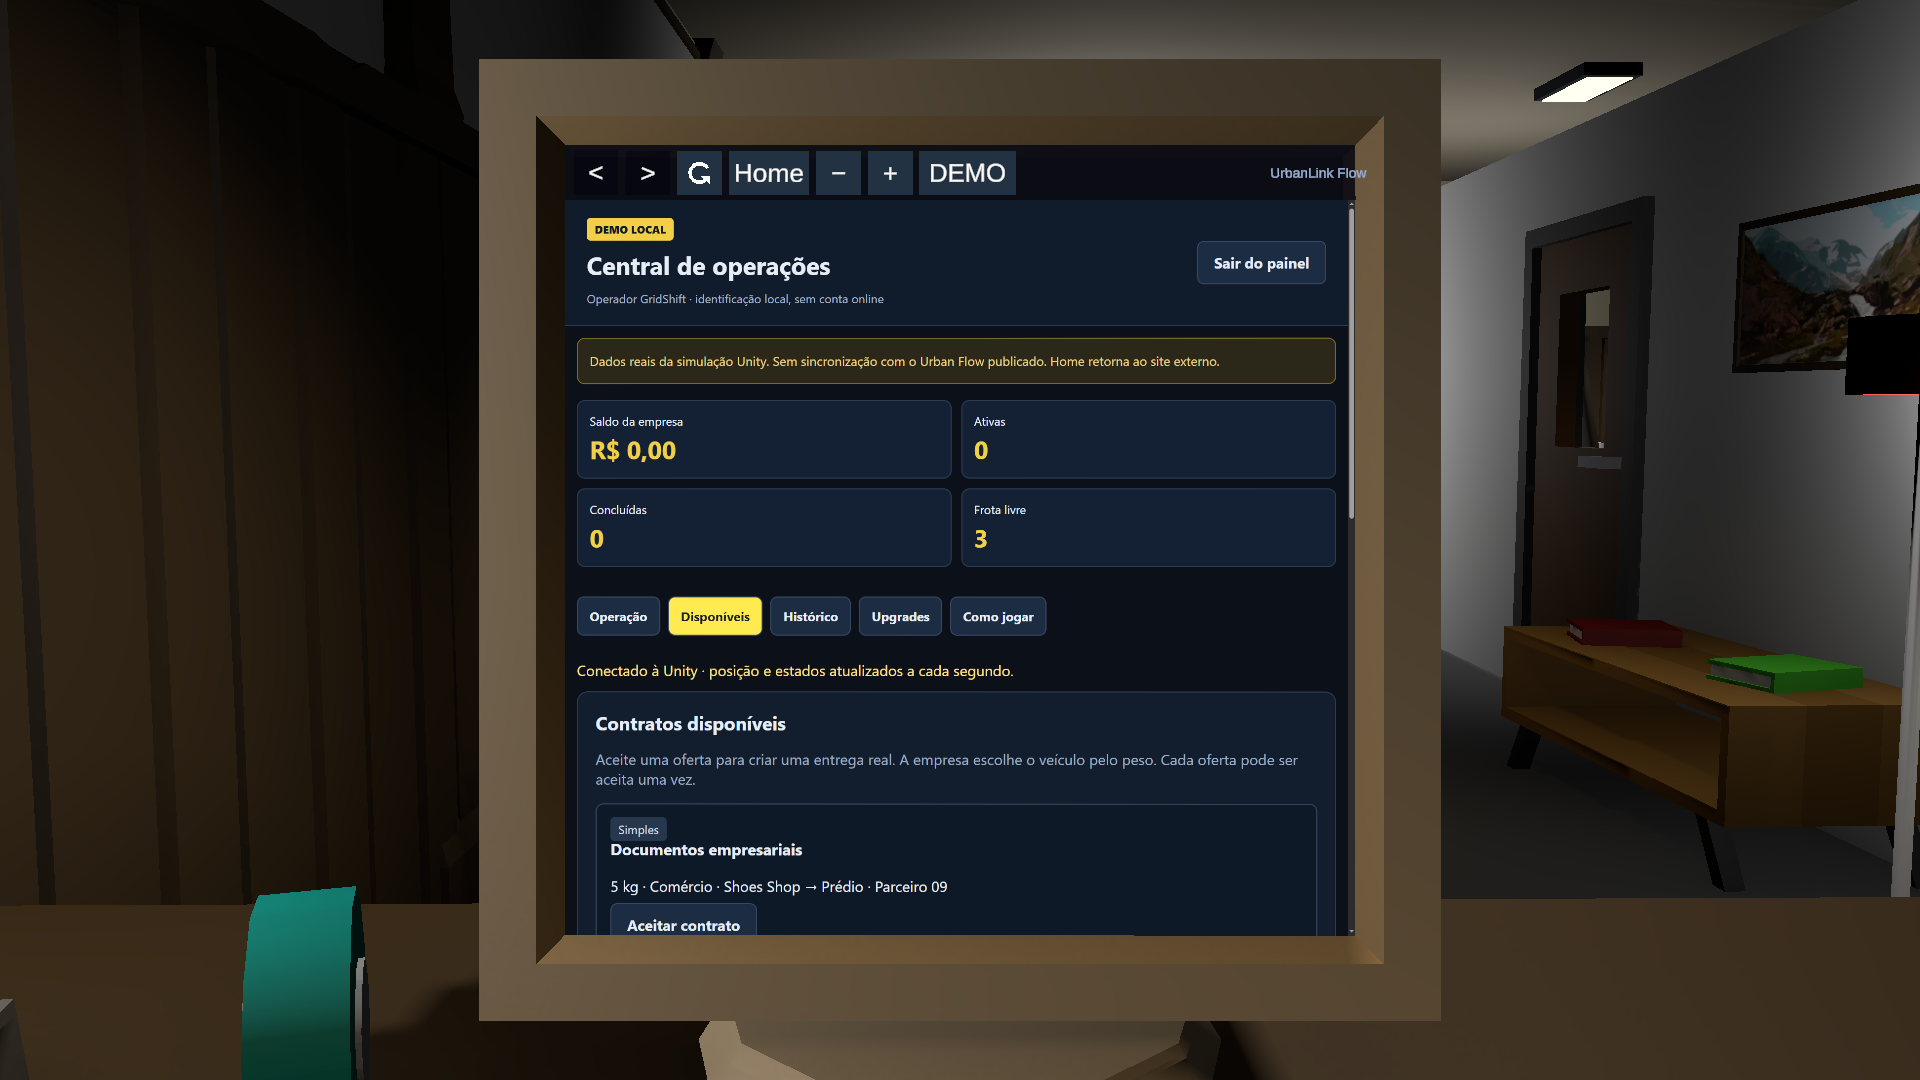 < > Home − + DEMO UrbanLink Flow
DEMO LOCAL
Central de operações
Sair do painel
Operador GridShift · identificação local, sem conta online
Dados reais da simulação Unity. Sem sincronização com o Urban Flow publicado. Home retorna ao site externo.
Saldo da empresa
R$ 0,00
Ativas
0
Concluídas
0
Frota livre
3
Operação Disponíveis Histórico Upgrades Como jogar
Conectado à Unity · posição e estados atualizados a cada segundo.
Contratos disponíveis
Aceite uma oferta para criar uma entrega real. A empresa escolhe o veículo pelo peso. Cada oferta pode ser
aceita uma vez.
Simples
Documentos empresariais
5 kg · Comércio · Shoes Shop → Prédio · Parceiro 09
Aceitar contrato